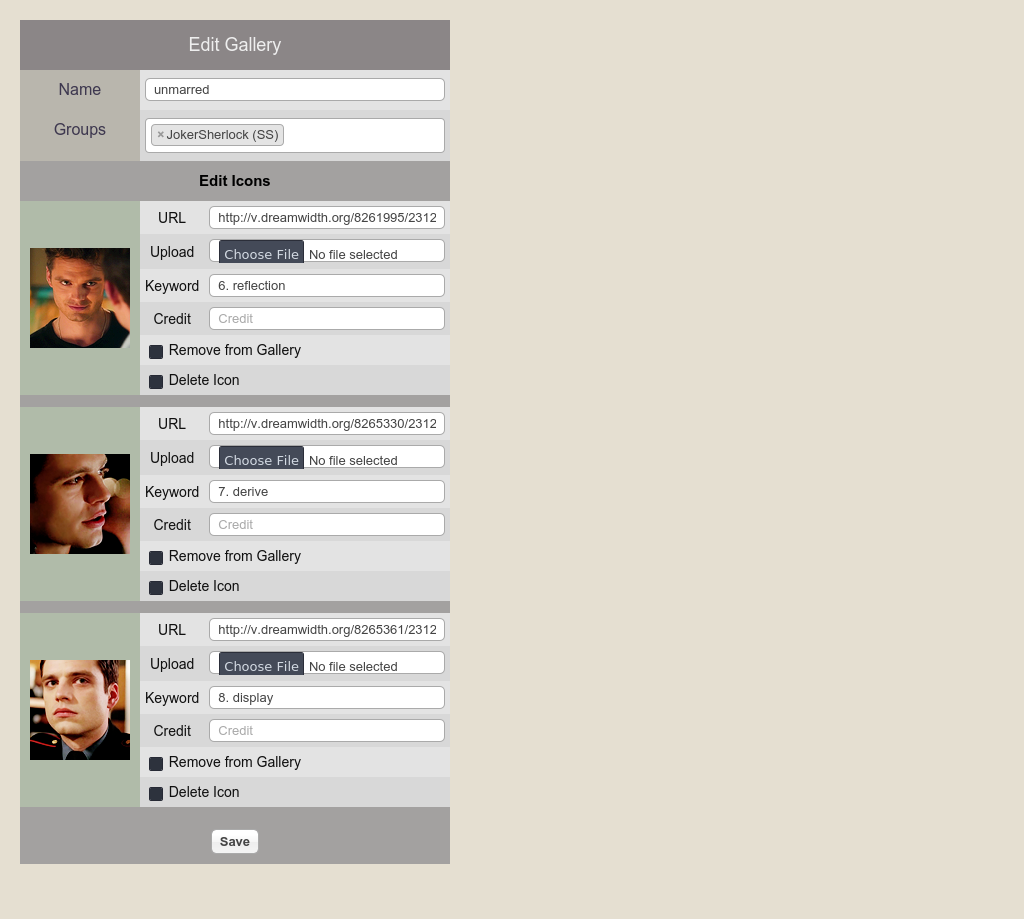 Edit Gallery
Name unmarred
Groups ×JokerSherlock (SS)
Edit Icons
URL http://v.dreamwidth.org/8261995/2312
Upload Choose File No file selected
Keyword 6. reflection
Credit Credit
Remove from Gallery
Delete Icon
URL http://v.dreamwidth.org/8265330/2312
Upload Choose File No file selected
Keyword 7. derive
Credit Credit
Remove from Gallery
Delete Icon
URL http://v.dreamwidth.org/8265361/2312
Upload Choose File No file selected
Keyword 8. display
Credit Credit
Remove from Gallery
Delete Icon
Save